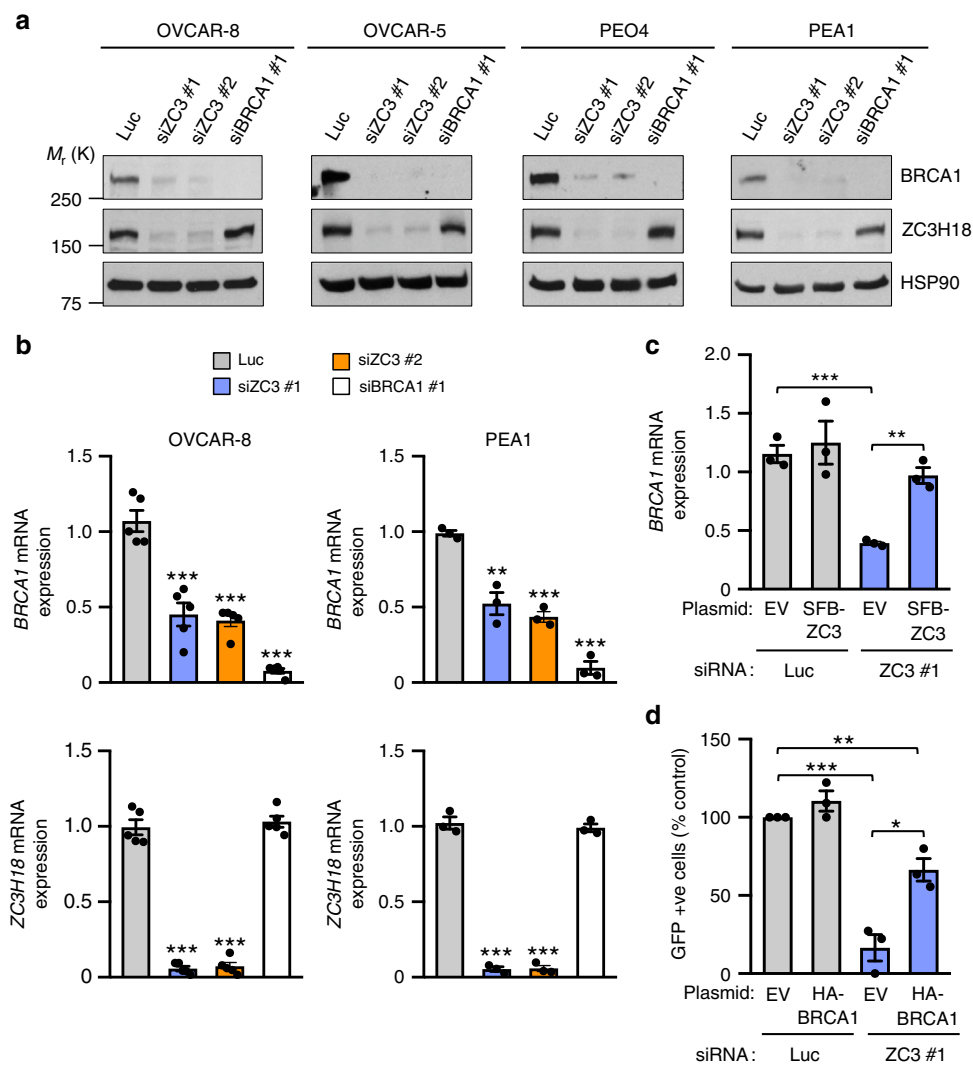 a
OVCAR-8 OVCAR-5 PEO4 PEA1
Luc siZC3 #1 siZC3 #2 siBRCA1 #1 Luc siZC3 #1 siZC3 #2 siBRCA1 #1 Luc siZC3 #1 siZC3 #2 siBRCA1 #1 Luc siZC3 #1 siZC3 #2 siBRCA1 #1
Mr (K)
BRCA1
250
ZC3H18
150
HSP90
75
b
Luc siZC3 #2
siZC3 #1 siBRCA1 #1
OVCAR-8
BRCA1 mRNA
expression
1.5
1.0
0.5
0
***
***
***
PEA1
BRCA1 mRNA
expression
1.5
1.0
0.5
0
**
***
***
ZC3H18 mRNA
expression
1.5
1.0
0.5
0
***
***
ZC3H18 mRNA
expression
1.5
1.0
0.5
0
***
***
c
BRCA1 mRNA
expression
2.0
1.5
1.0
0.5
0
***
**
Plasmid: EV SFB-ZC3 EV SFB-ZC3
siRNA: Luc ZC3 #1
d
GFP +ve cells (% control)
150
100
50
0
**
***
*
Plasmid: EV HA-BRCA1 EV HA-BRCA1
siRNA: Luc ZC3 #1